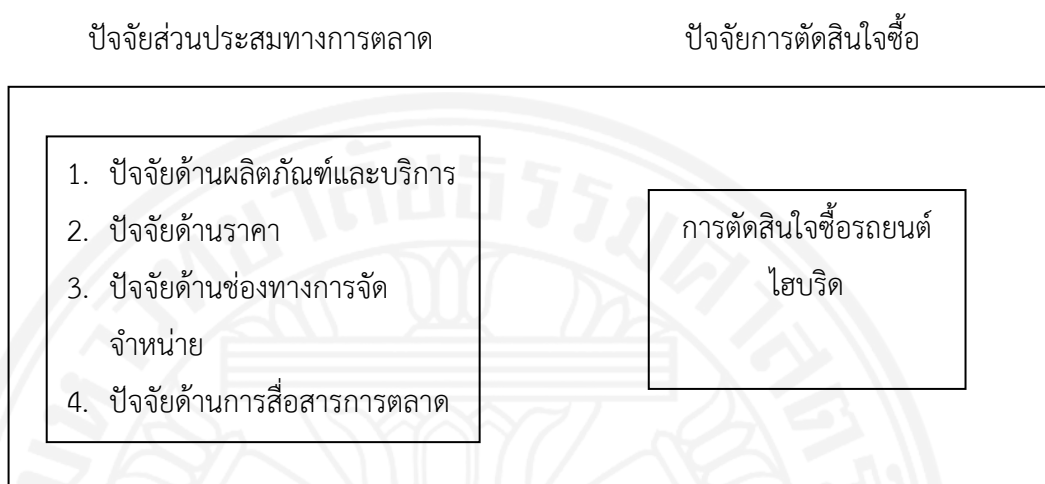 ปัจจัยส่วนประสมทางการตลาด
ปัจจัยการตัดสินใจซื้อ
1. ปัจจัยด้านผลิตภัณฑ์และบริการ
2. ปัจจัยด้านราคา
3. ปัจจัยด้านช่องทางการจัด
จำหน่าย
4. ปัจจัยด้านการสื่อสารการตลาด
การตัดสินใจซื้อรถยนต์
ไฮบริด